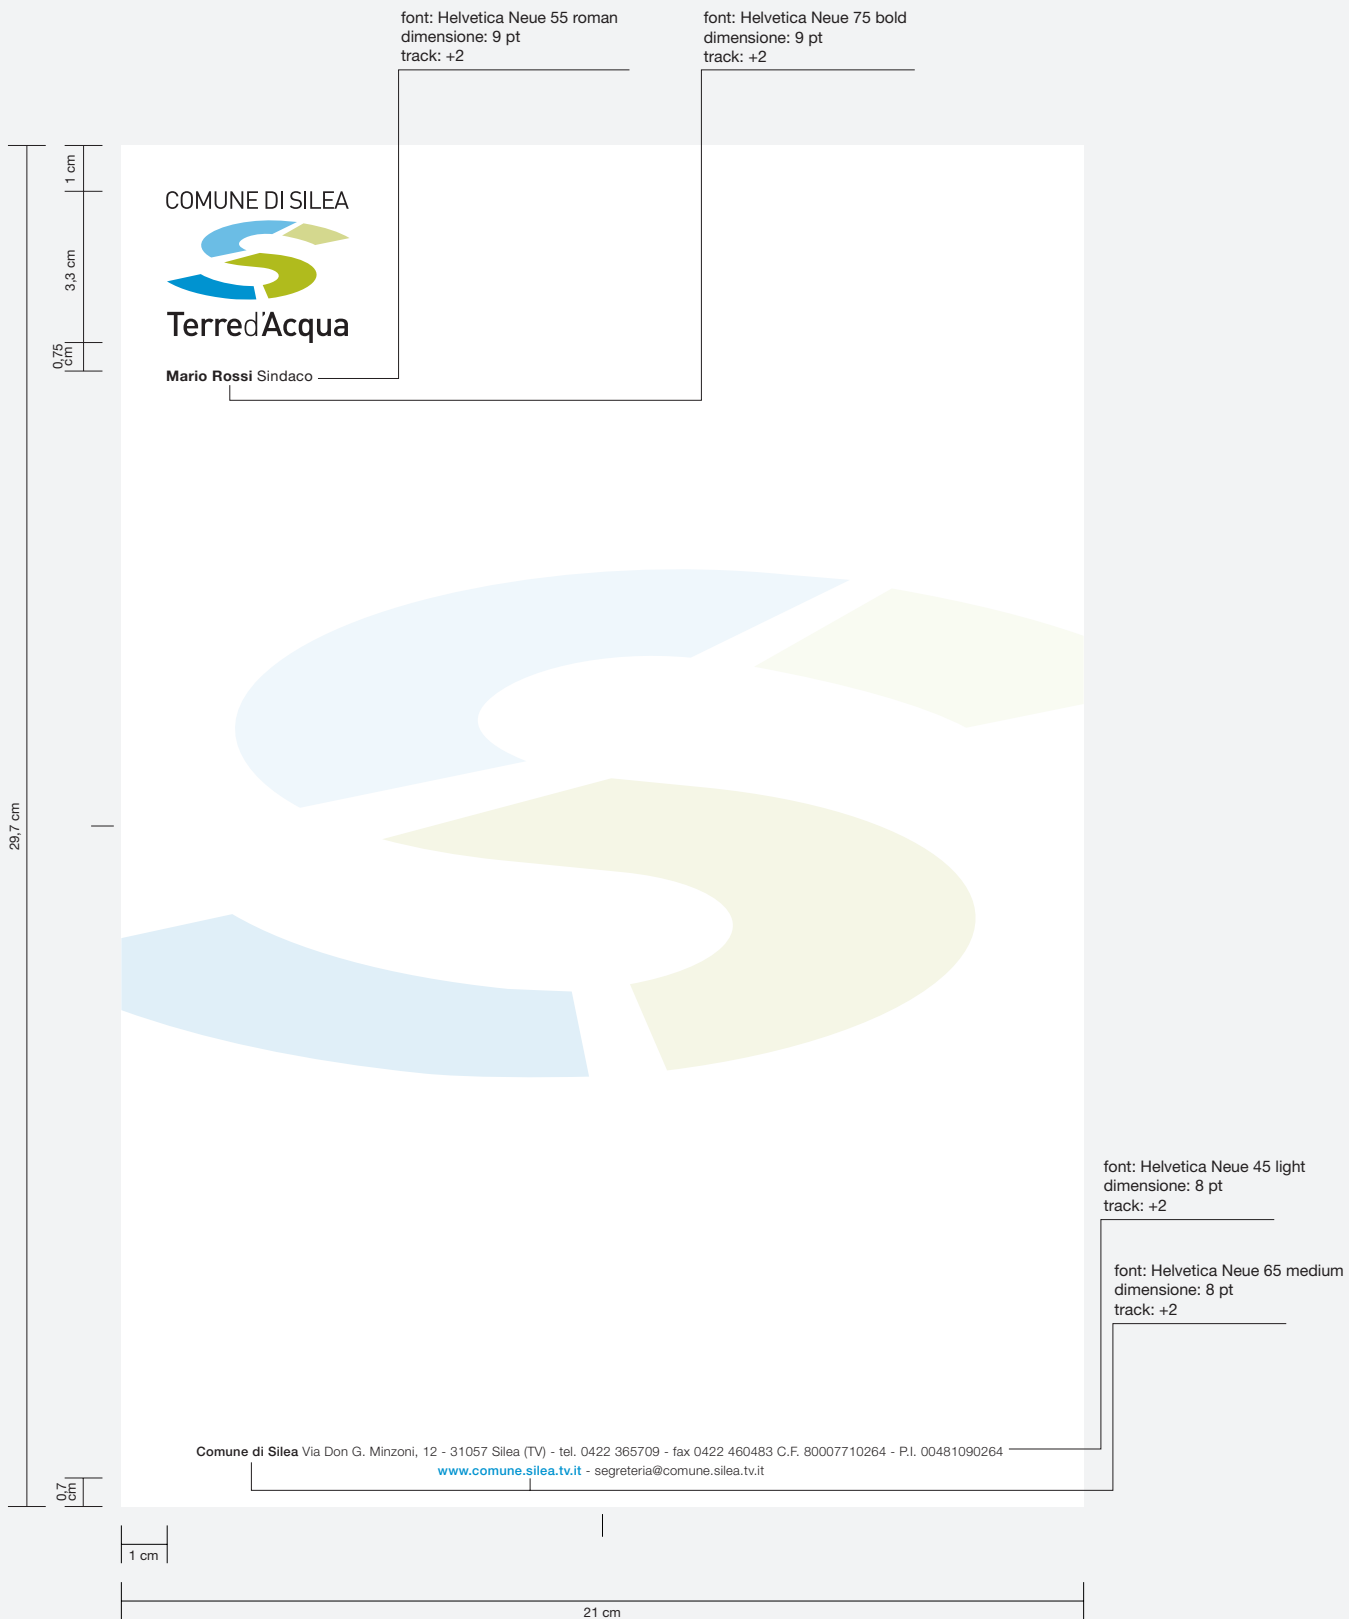 font: Helvetica Neue 55 roman
dimensione: 9 pt
track: +2
font: Helvetica Neue 75 bold
dimensione: 9 pt
track: +2
1 cm
3,3 cm
0,75
cm
29,7 cm
COMUNE DI SILEA
Terred'Acqua
Mario Rossi Sindaco
font: Helvetica Neue 45 light
dimensione: 8 pt
track: +2
font: Helvetica Neue 65 medium
dimensione: 8 pt
track: +2
Comune di Silea Via Don G. Minzoni, 12 - 31057 Silea (TV) - tel. 0422 365709 - fax 0422 460483 C.F. 80007710264 - P.I. 00481090264
www.comune.silea.tv.it - segreteria@comune.silea.tv.it
0,7
cm
1 cm
21 cm